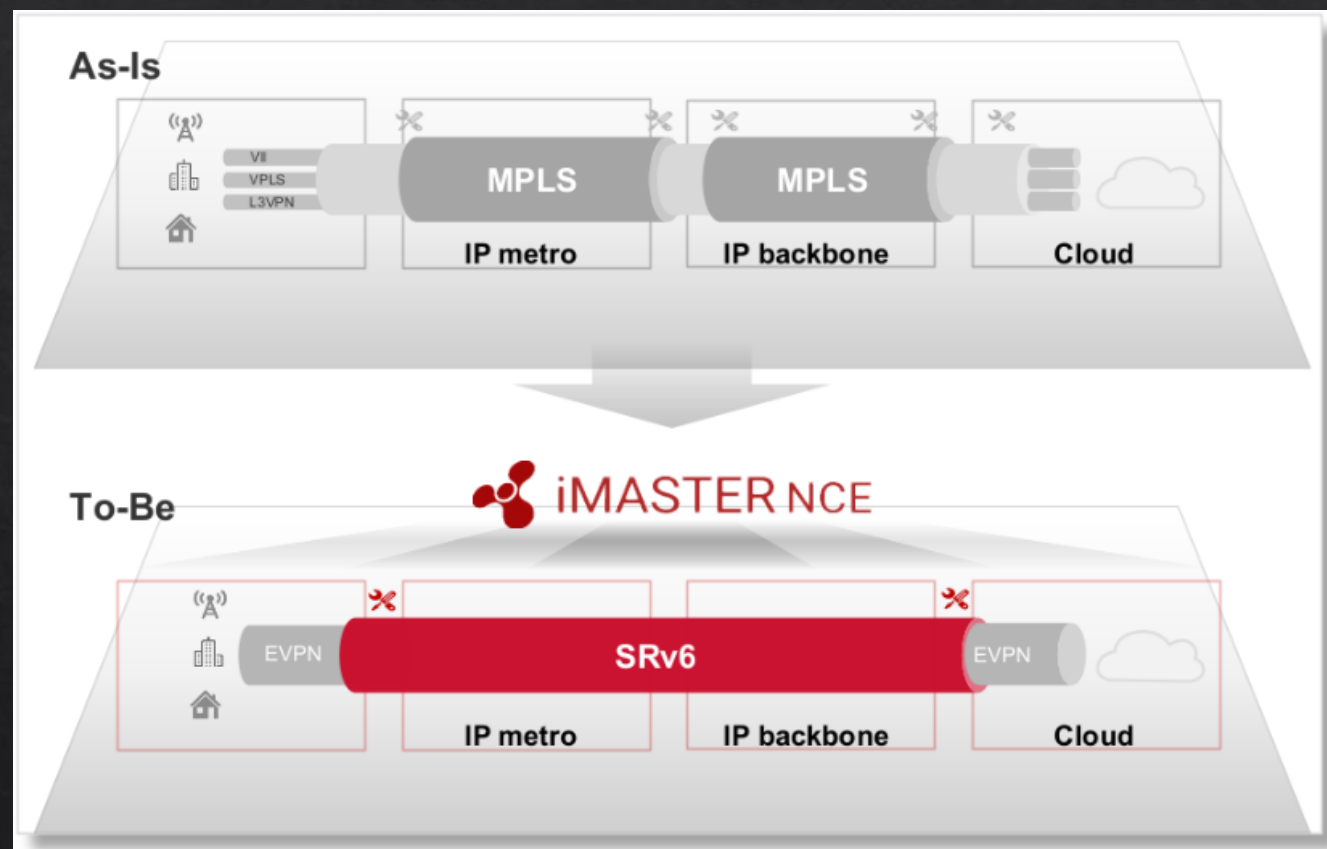 As-Is
VII
VPLS
L3VPN
MPLS
MPLS
IP metro
IP backbone
Cloud
iMASTER NCE
To-Be
EVPN
SRv6
EVPN
IP metro
IP backbone
Cloud